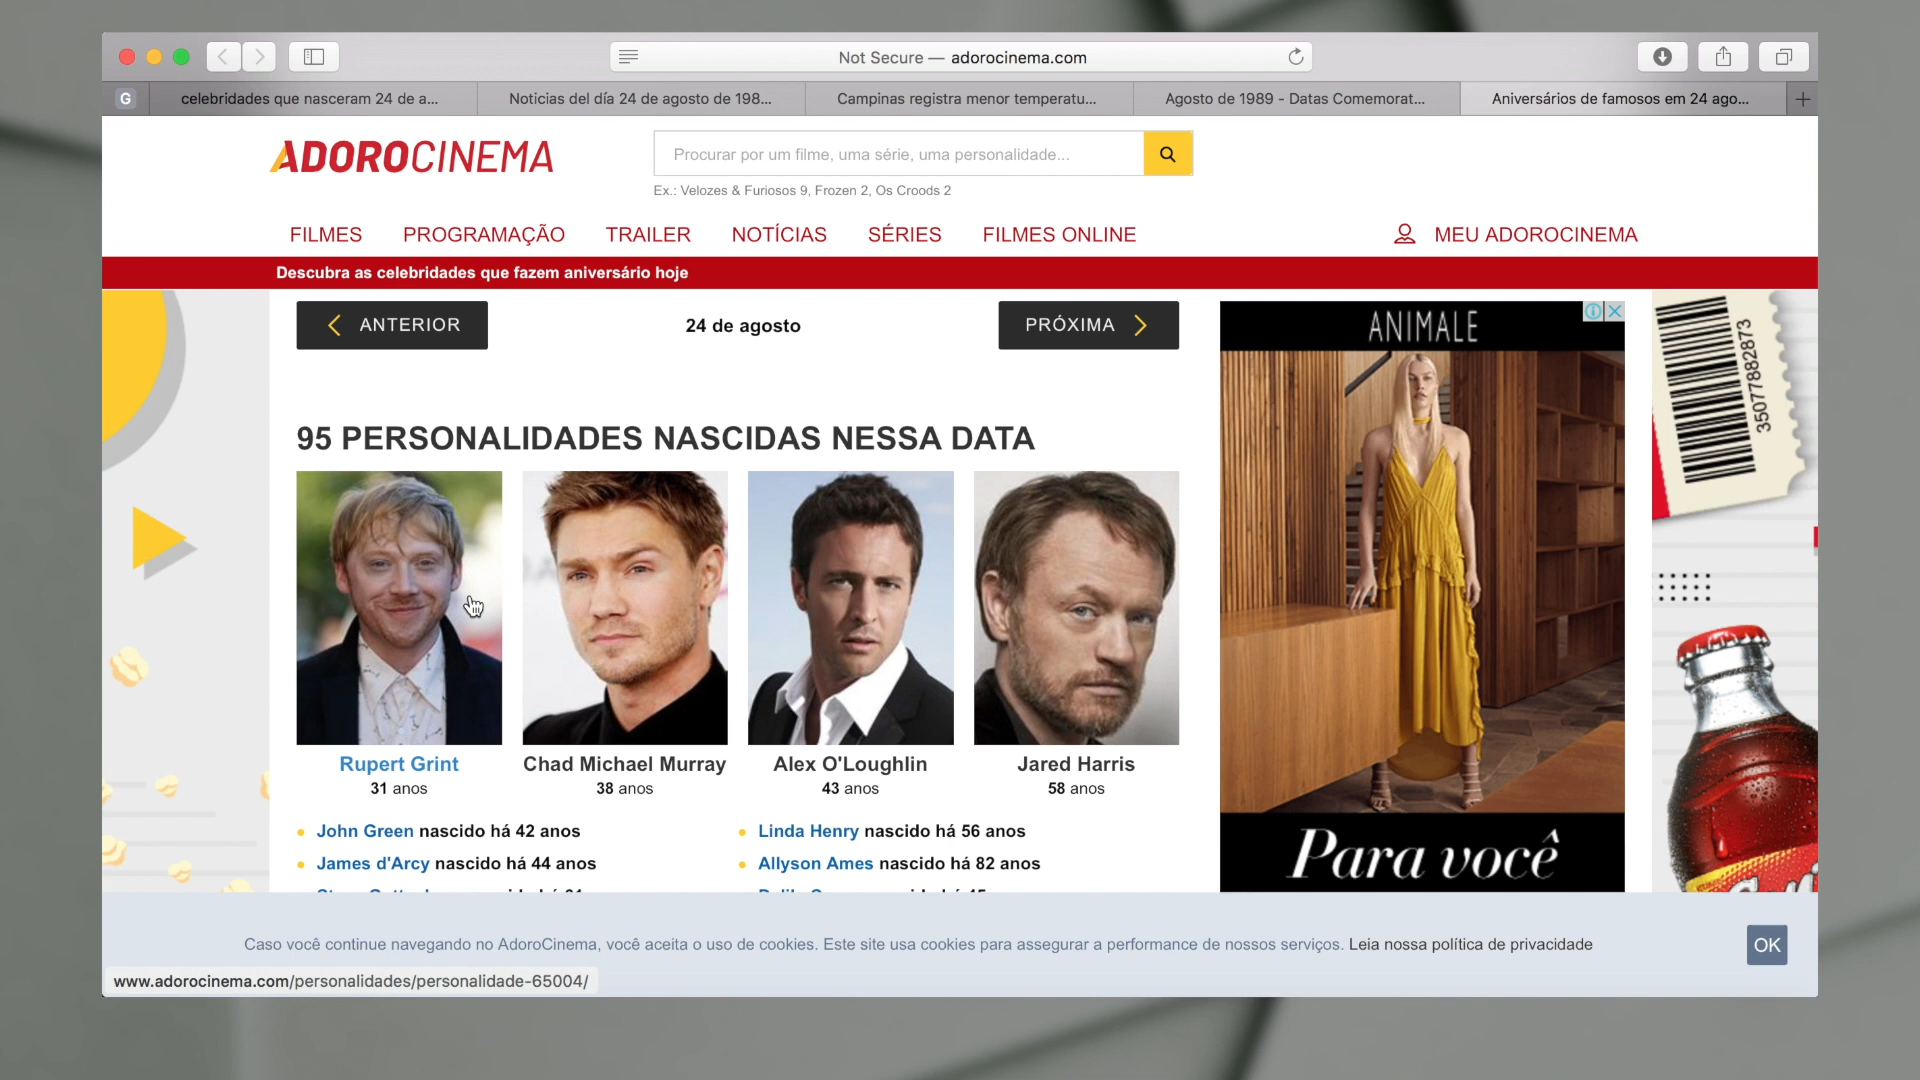 Not Secure — adorocinema.com
G
celebridades que nasceram 24 de a...
Noticias del día 24 de agosto de 198...
Campinas registra menor temperatu...
Agosto de 1989 - Datas Comemorat...
Aniversários de famosos em 24 ago...
ADOROCINEMA
Procurar por um filme, uma série, uma personalidade...
Ex.: Velozes & Furiosos 9, Frozen 2, Os Croods 2
FILMES
PROGRAMAÇÃO
TRAILER
NOTÍCIAS
SÉRIES
FILMES ONLINE
MEU ADOROCINEMA
Descubra as celebridades que fazem aniversário hoje
ANTERIOR
24 de agosto
PRÓXIMA
ANIMALE
35077882873
95 PERSONALIDADES NASCIDAS NESSA DATA
Rupert Grint
31 anos
Chad Michael Murray
38 anos
Alex O'Loughlin
43 anos
Jared Harris
58 anos
John Green nascido há 42 anos
Linda Henry nascido há 56 anos
James d'Arcy nascido há 44 anos
Allyson Ames nascido há 82 anos
Para você
Caso você continue navegando no AdoroCinema, você aceita o uso de cookies. Este site usa cookies para assegurar a performance de nossos serviços. Leia nossa política de privacidade
OK
www.adorocinema.com/personalidades/personalidade-65004/